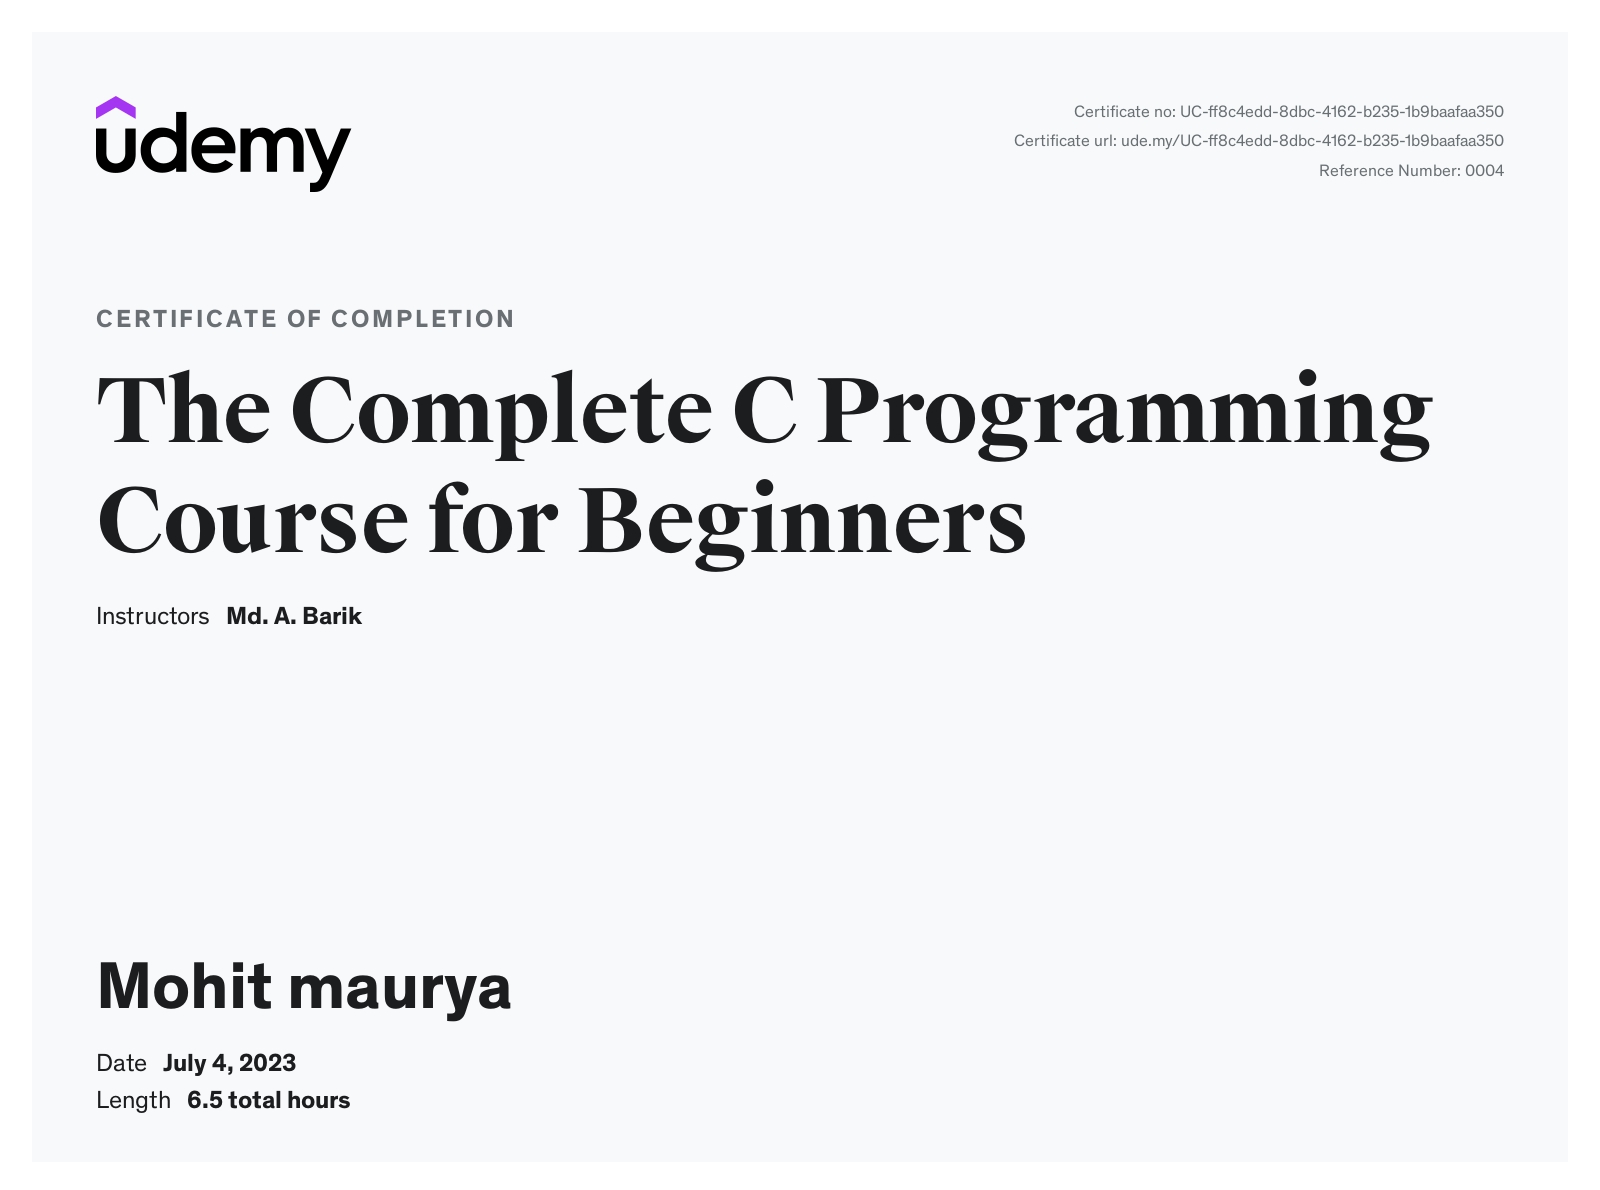 udemy
Certificate no: UC-ff8c4edd-8dbc-4162-b235-1b9baafaa350
Certificate url: ude.my/UC-ff8c4edd-8dbc-4162-b235-1b9baafaa350
Reference Number: 0004
CERTIFICATE OF COMPLETION
The Complete C Programming
Course for Beginners
Instructors Md. A. Barik
Mohit maurya
Date July 4, 2023
Length 6.5 total hours